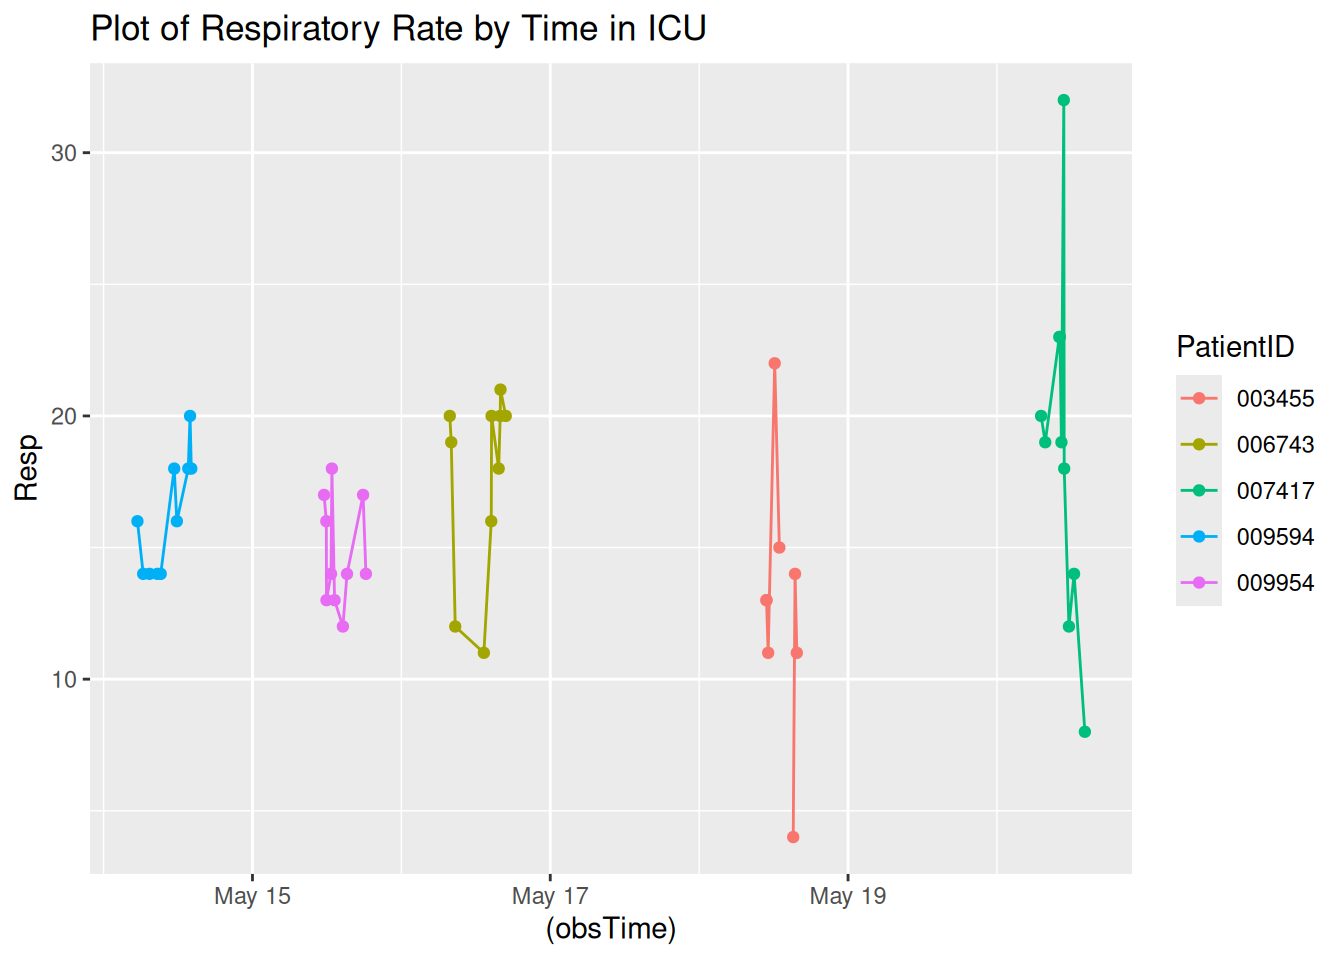 Plot of Respiratory Rate by Time in ICU
30
20
10
Resp
May 15
May 17
May 19
(obsTime)
PatientID
003455
006743
007417
009594
009954